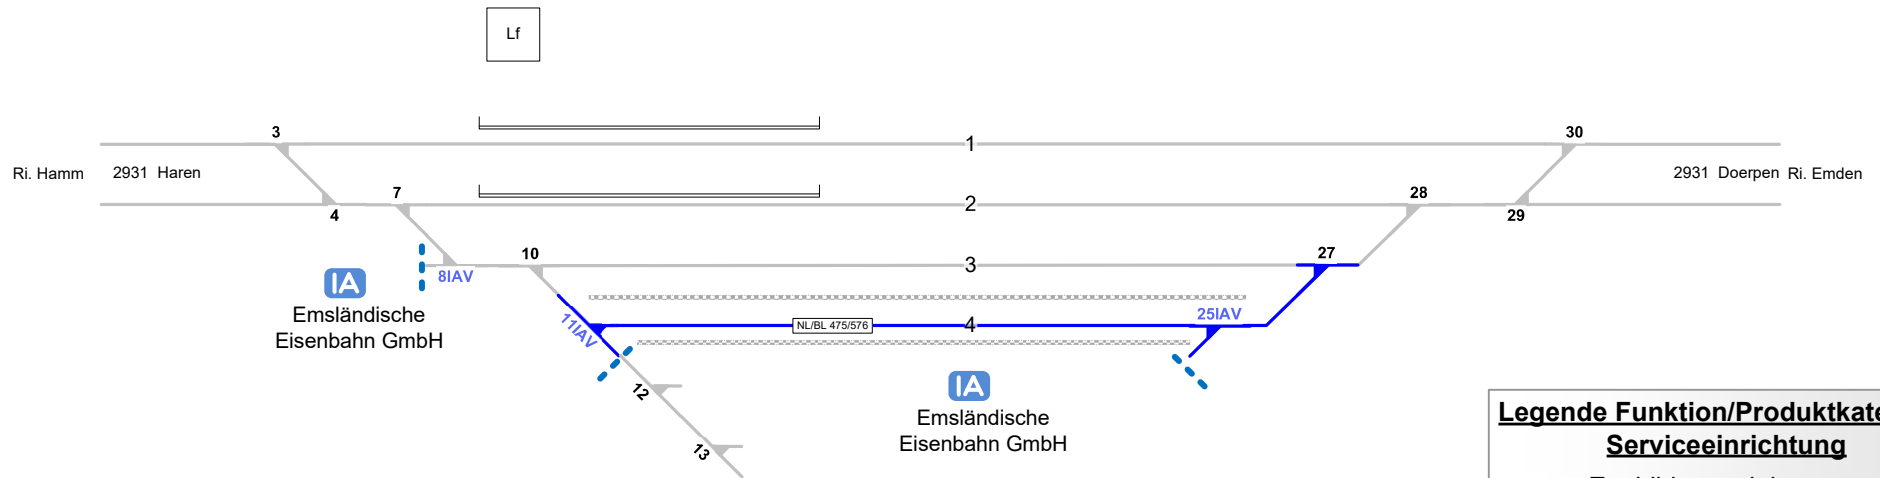 Lf
3
1
30
Ri. Hamm
2931 Haren
2931 Doerpen
Ri. Emden
7
2
28
4
29
10
3
27
8IAV
IA
Emsländische
Eisenbahn GmbH
11IAV
NL/BL 475/576
4
25IAV
12
13
IA
Emsländische
Eisenbahn GmbH
Legende Funktion/Produktkate
Serviceeinrichtung